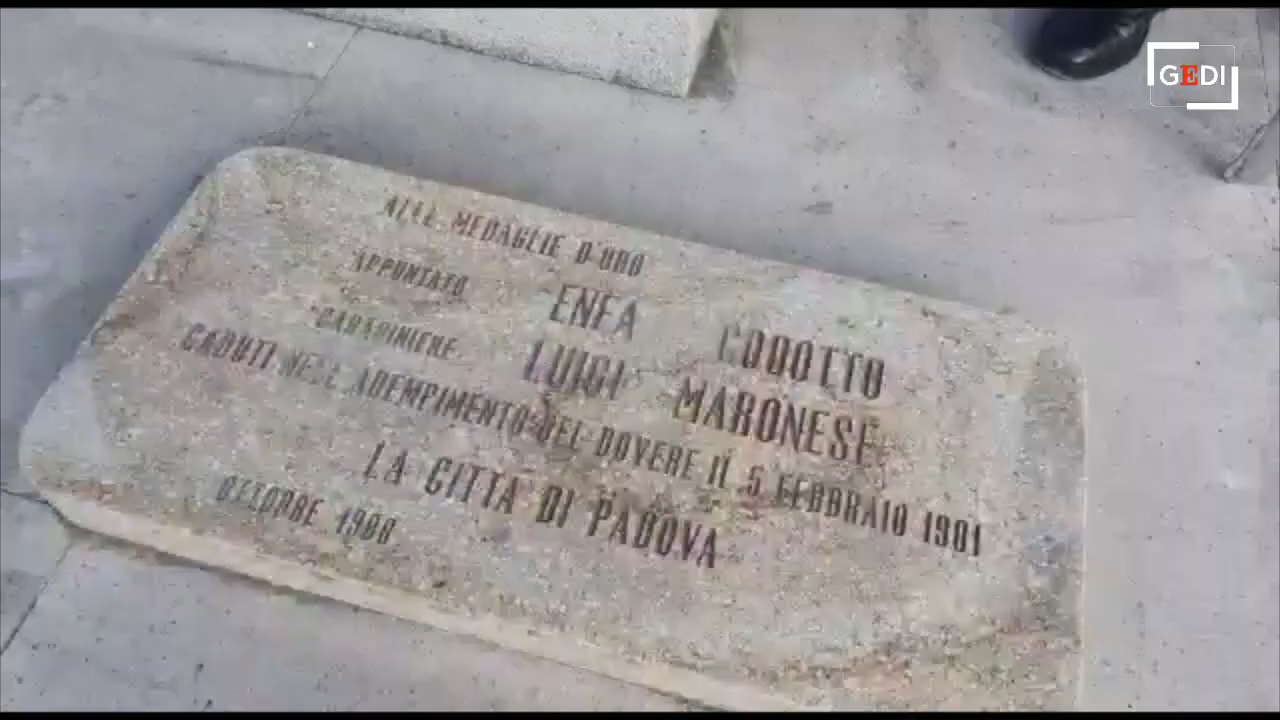 GEDI
ALLE MEDAGLIE D'ORO
APPUNTATO ENEA CODOTTO
CARABINIERE LUIGI MARONESE
CADUTI NELL'ADEMPIMENTO DEL DOVERE IL 5 FEBBRAIO 1981
LA CITTÀ DI PADOVA
OTTOBRE 1988